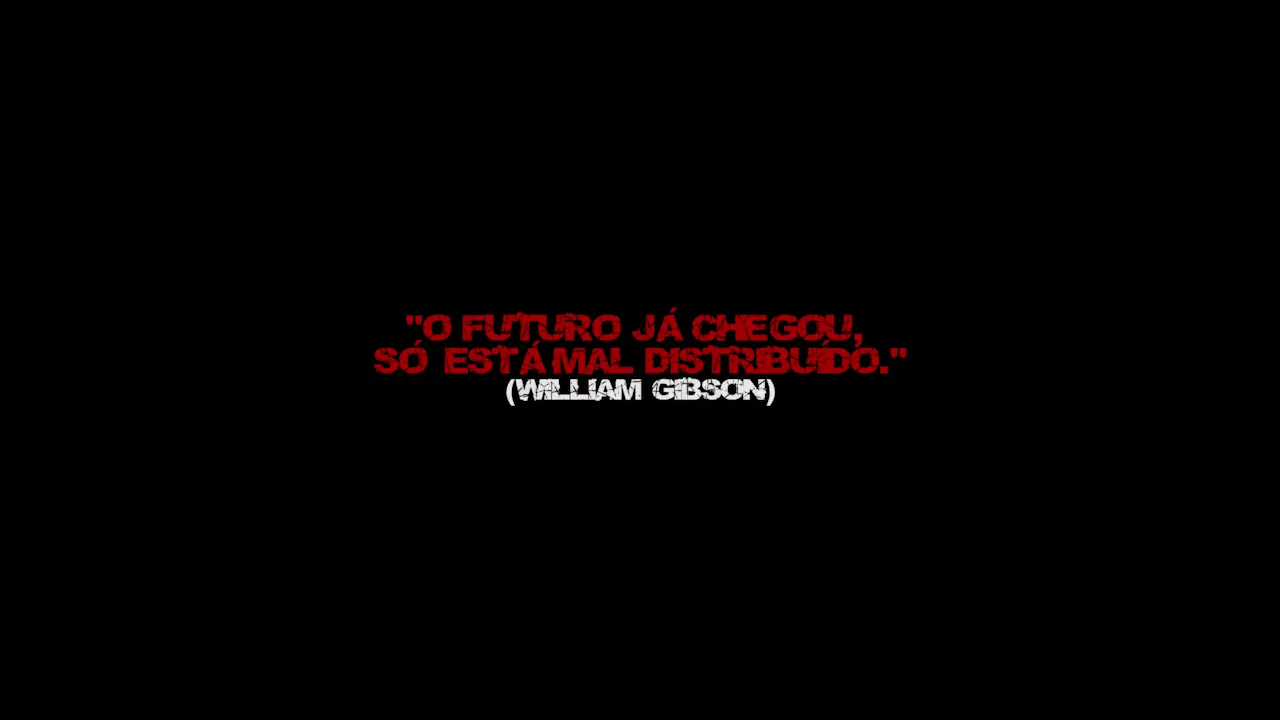 "O FUTURO JÁ CHEGOU,
SÓ ESTÁ MAL DISTRIBUÍDO."
(WILLIAM GIBSON)